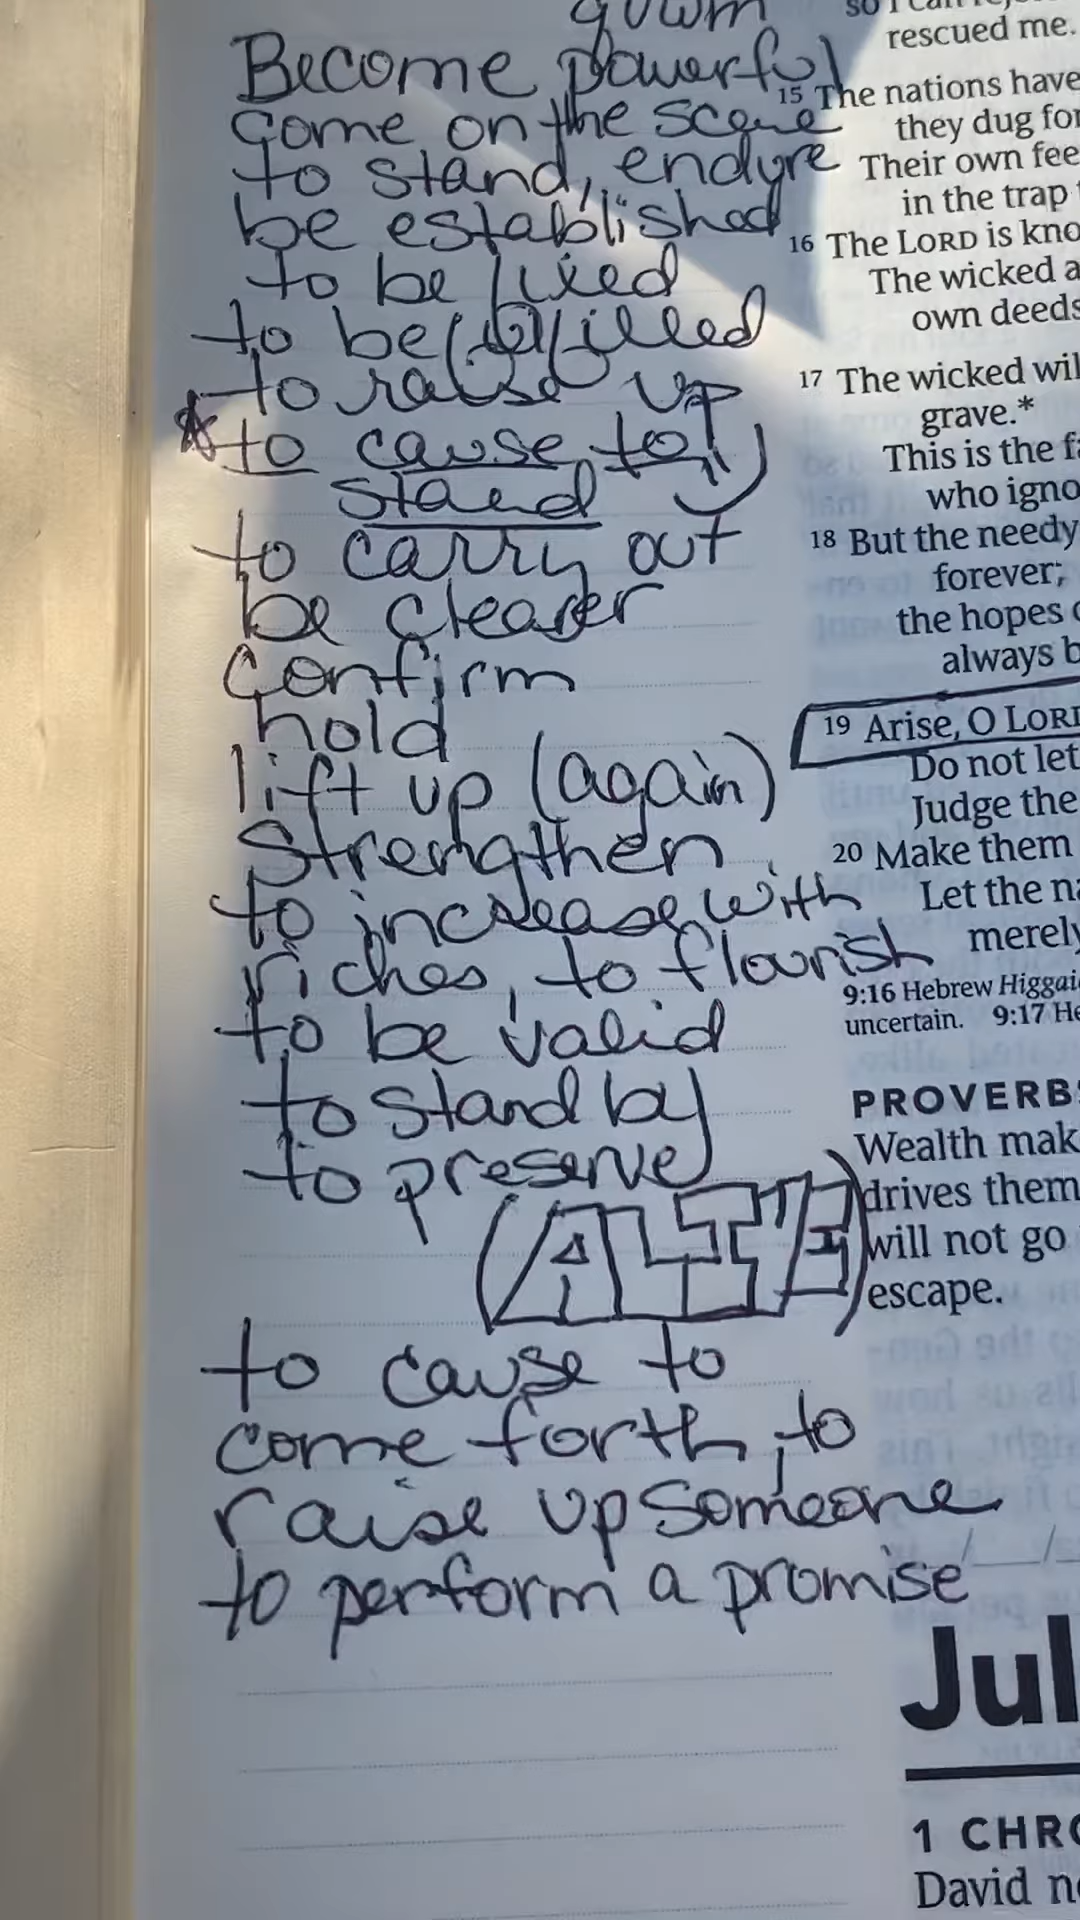 quwm
Become powerful
come on the scene
to stand, endure
be established
to be fixed
to be fulfilled
to raise up
to cause to
stand
to carry out
be clearer
confirm
hold
lift up (again)
strengthen
to increase with
riches, to flourish
to be valid
to stand by
to preserve
to cause to
come forth, to
raise up someone
to perform a promise
rescued me.
15 The nations have
they dug for
Their own fee
in the trap
16 The LORD is kno
The wicked a
own deeds
17 The wicked wil
grave.*
This is the f
who igno
18 But the needy
forever;
the hopes
always b
19 Arise, O LORD
Do not let
Judge the
20 Make them
Let the na
merely
9:16 Hebrew Higgai
uncertain. 9:17 He
PROVERBS
Wealth mak
drives them
will not go
escape.
Jul
1 CHRO
David n